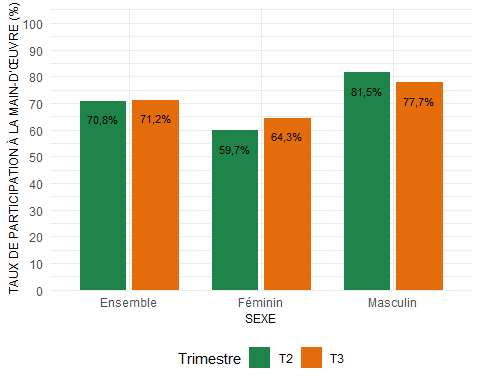 TAUX DE PARTICIPATION À LA MAIN-D'ŒUVRE (%)
100
90
80
70
60
50
40
30
20
10
0
70,8%
71,2%
59,7%
64,3%
81,5%
77,7%
Ensemble
Féminin
Masculin
SEXE
Trimestre
T2
T3